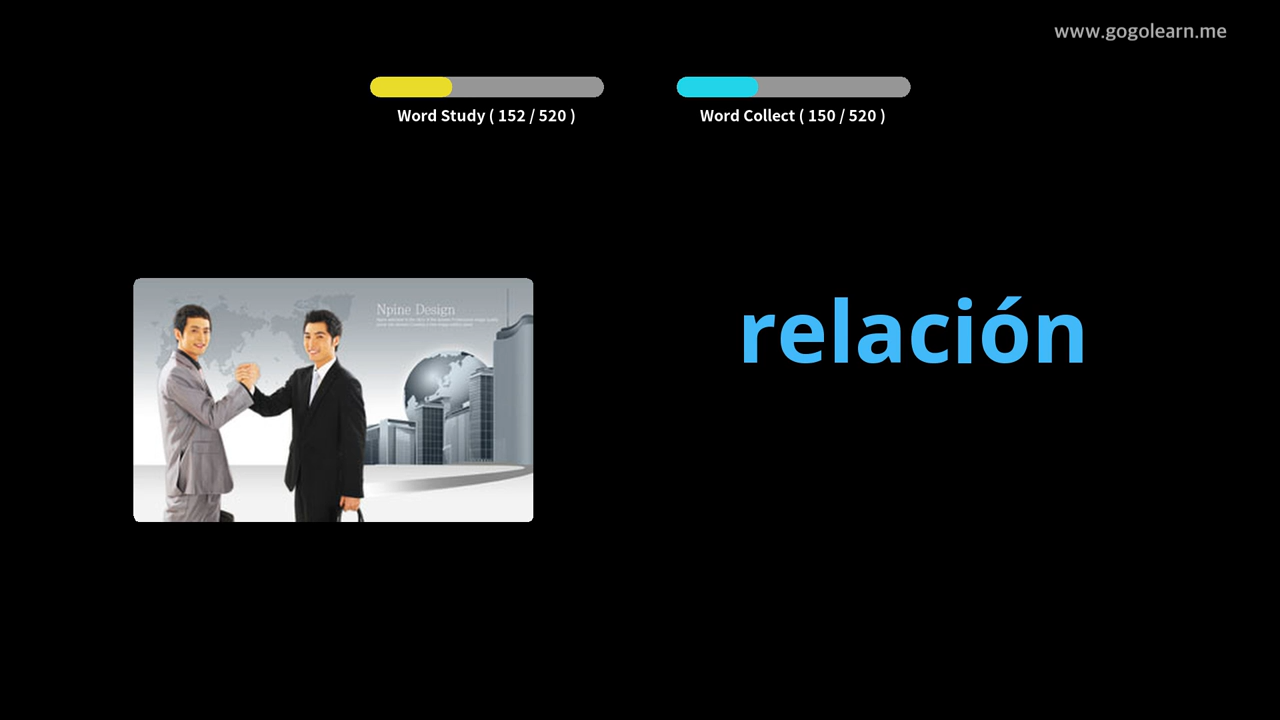 www.gogolearn.me
Word Study ( 152 / 520 )
Word Collect ( 150 / 520 )
Npine Design
relación